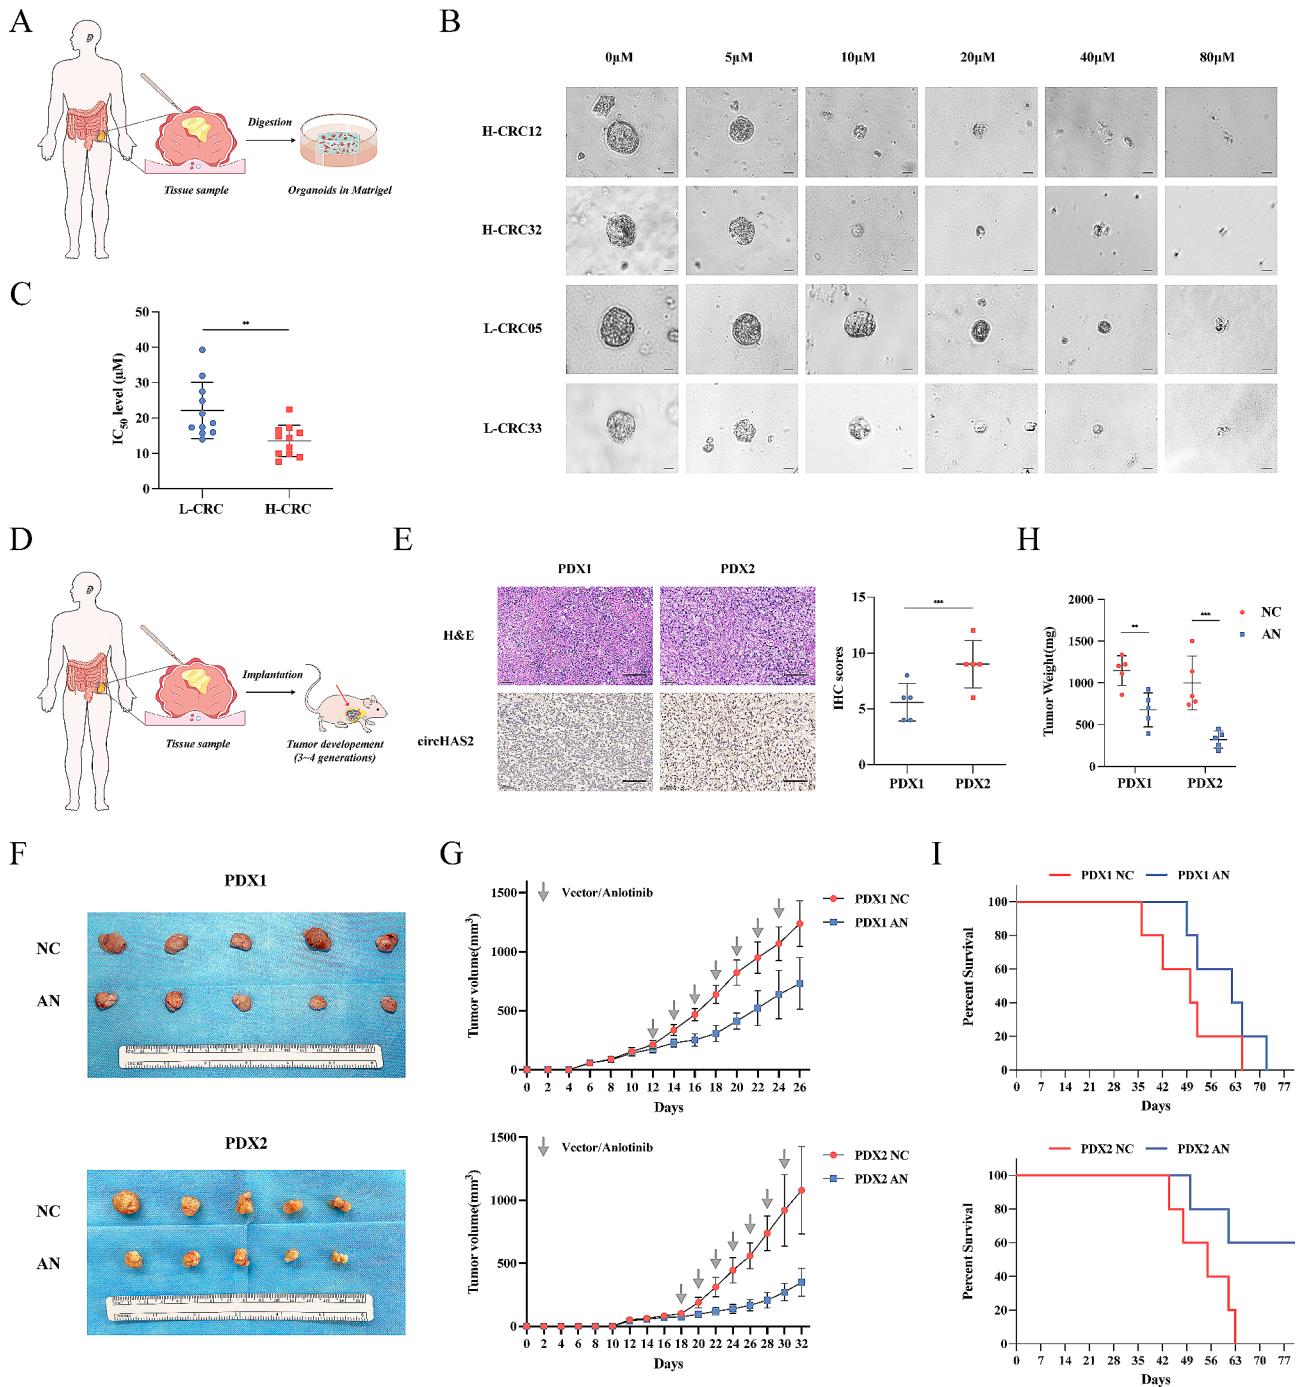 A
Digestion
Tissue sample
Organoids in Matrigel
B
0μM 5μM 10μM 20μM 40μM 80μM
H-CRC12
H-CRC32
L-CRC05
L-CRC33
C
**
50
40
30
20
10
0
IC50 level (μM)
L-CRC H-CRC
D
Implantation
Tissue sample
Tumor developement
(3~4 generations)
E
PDX1 PDX2
H&E
circHAS2
***
15
10
5
0
IHC scores
PDX1 PDX2
H
2000
1500
1000
500
0
Tumor Weight(mg)
** ***
NC
AN
PDX1 PDX2
F
PDX1
NC
AN
PDX2
NC
AN
G
Vector/Anlotinib
PDX1 NC
PDX1 AN
1500
1000
500
0
Tumor volume(mm3)
0 2 4 6 8 10 12 14 16 18 20 22 24 26
Days
Vector/Anlotinib
PDX2 NC
PDX2 AN
1500
1000
500
0
Tumor volume(mm3)
0 2 4 6 8 10 12 14 16 18 20 22 24 26 28 30 32
Days
I
PDX1 NC PDX1 AN
100
80
60
40
20
0
Percent Survival
0 7 14 21 28 35 42 49 56 63 70 77
Days
PDX2 NC PDX2 AN
100
80
60
40
20
0
Percent Survival
0 7 14 21 28 35 42 49 56 63 70 77
Days